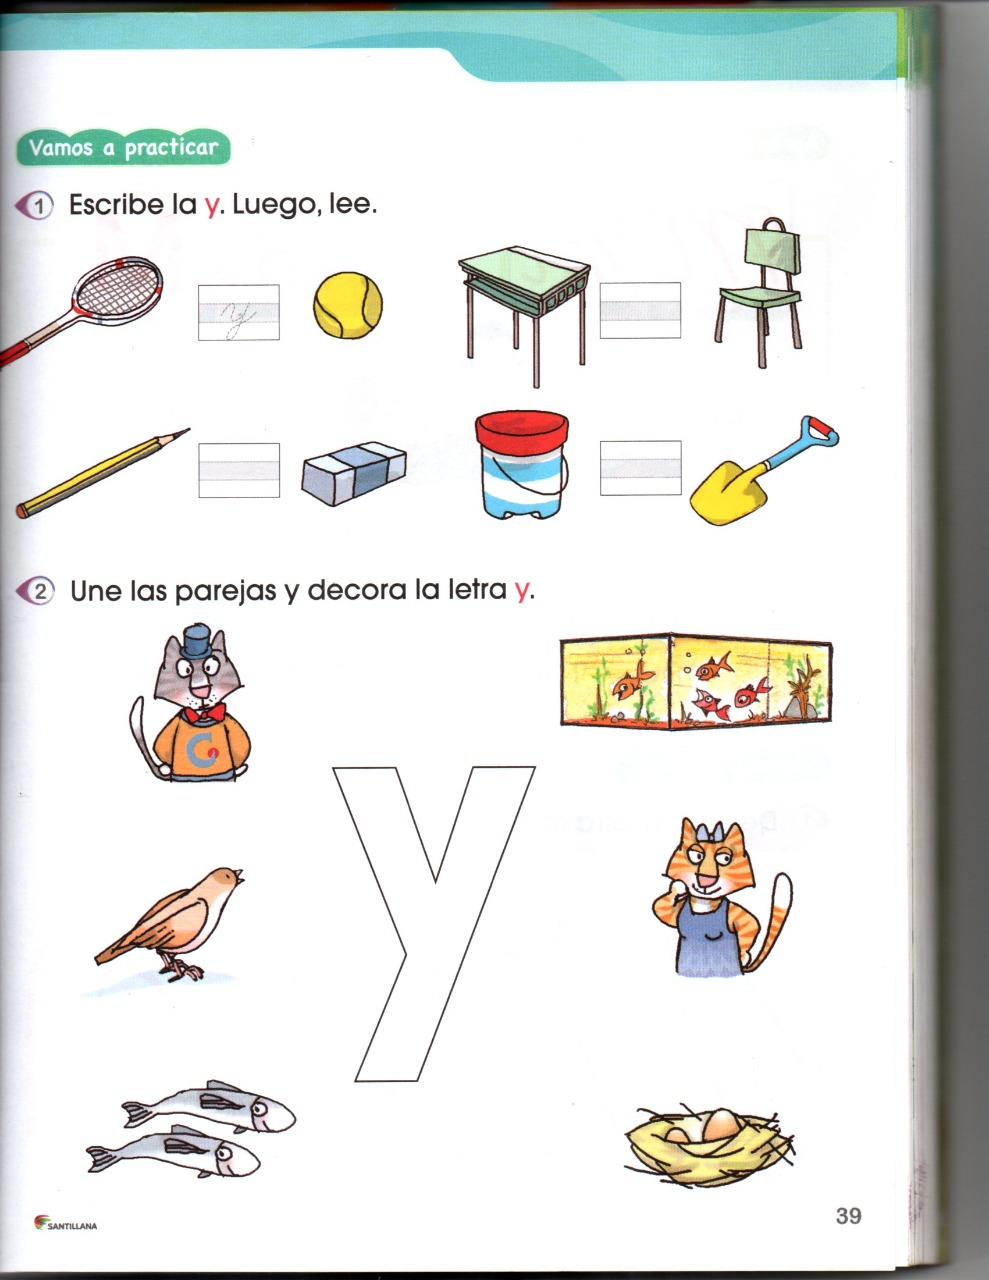 Vamos a practicar
1 Escribe la y. Luego, lee.
y
2 Une las parejas y decora la letra y.
C
y
SANTILLANA
39